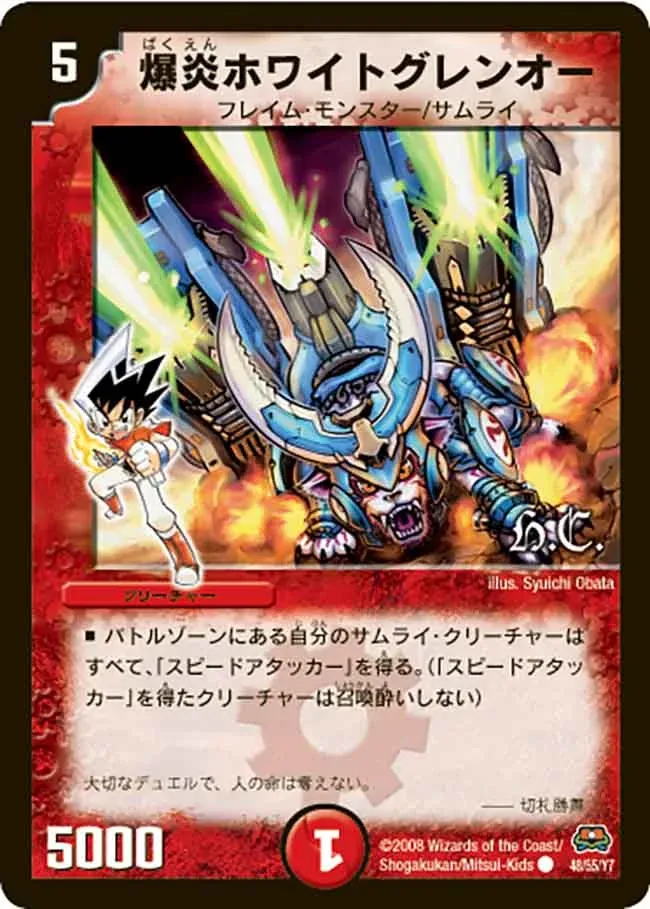 5
ばくえん
爆炎ホワイトグレンオー
フレイム・モンスター/サムライ
H.C.
illus. Syuichi Obata
クリーチャー
■ バトルゾーンにある自分のサムライ・クリーチャーは
すべて、「スピードアタッカー」を得る。(「スピードアタッ
カー」を得たクリーチャーは召喚酔いしない)
大切なデュエルで、人の命は奪えない。
—— 切札勝舞
5000
1
©2008 Wizards of the Coast/
Shogakukan/Mitsui-Kids
48/55/Y7